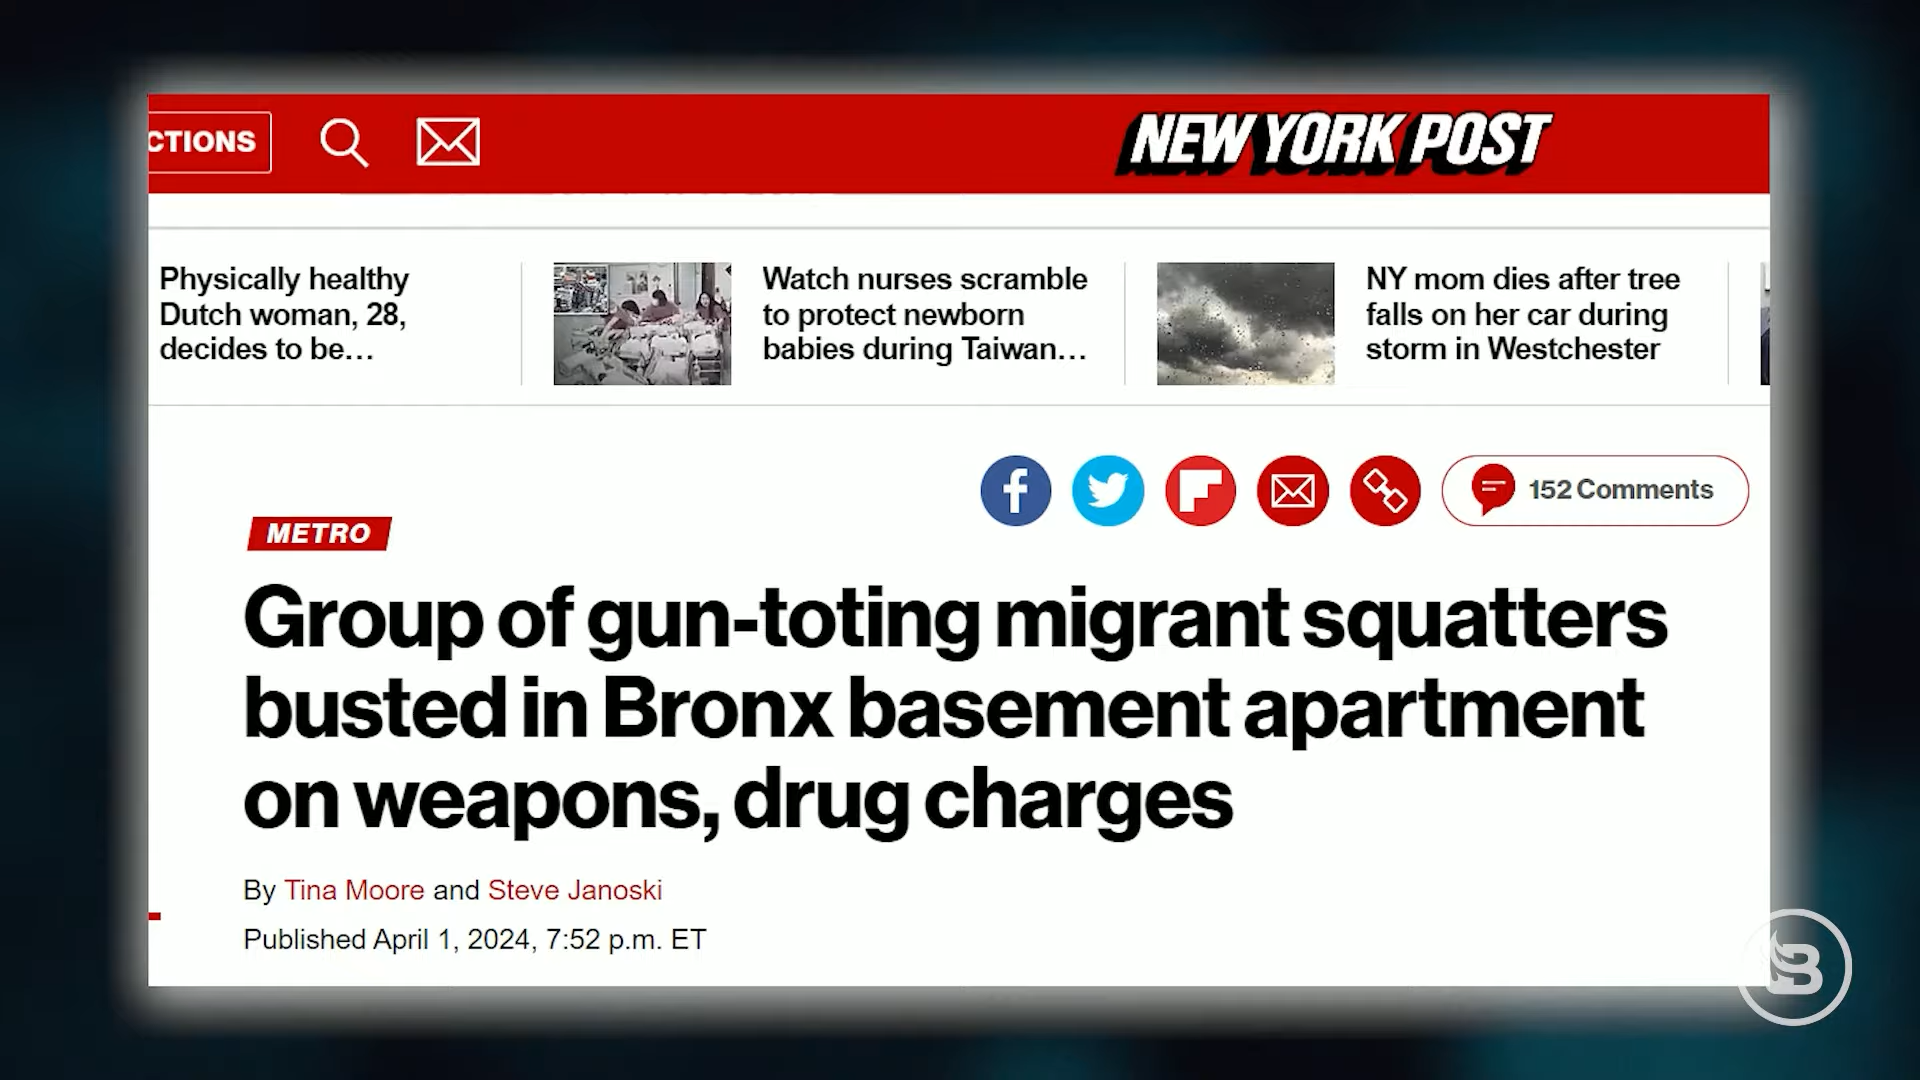 CTIONS
NEW YORK POST
Physically healthy
Dutch woman, 28,
decides to be...
Watch nurses scramble
to protect newborn
babies during Taiwan...
NY mom dies after tree
falls on her car during
storm in Westchester
152 Comments
METRO
Group of gun-toting migrant squatters
busted in Bronx basement apartment
on weapons, drug charges
By Tina Moore and Steve Janoski
Published April 1, 2024, 7:52 p.m. ET
B